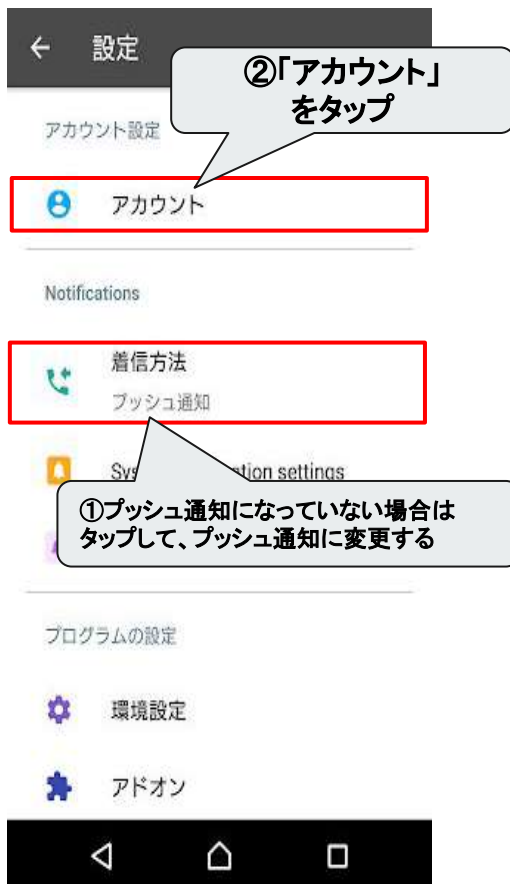 設定
②「アカウント」
をタップ
アカウント設定
アカウント
Notifications
着信方法
プッシュ通知
settings
①プッシュ通知になっていない場合は
タップして、プッシュ通知に変更する
プログラムの設定
環境設定
アドオン